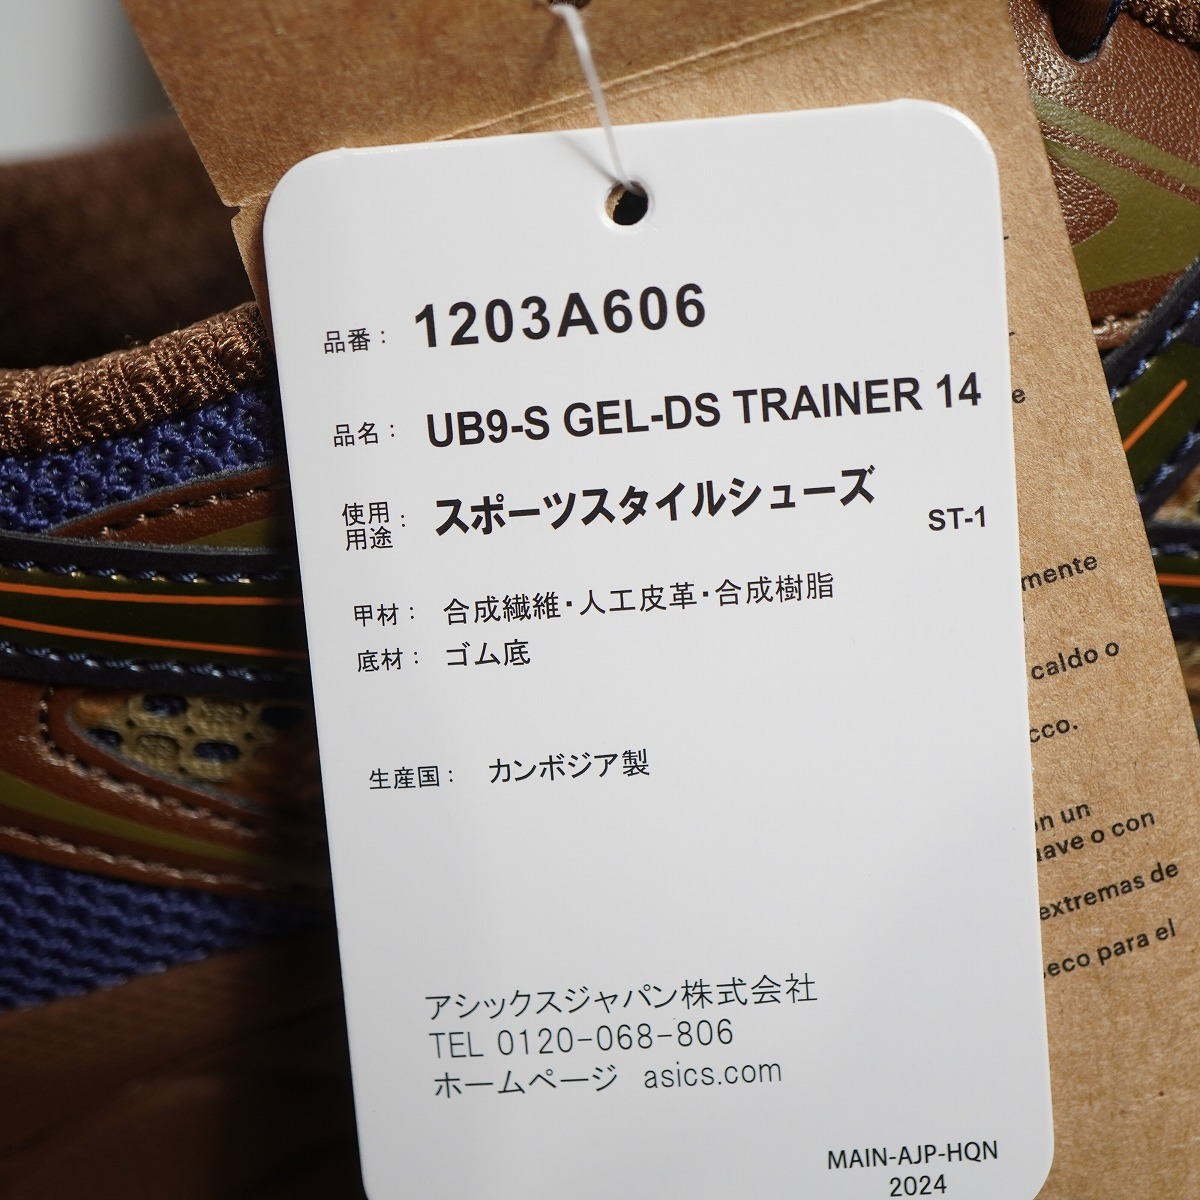 品番： 1203A606
品名： UB9-S GEL-DS TRAINER 14
使用用途： スポーツスタイルシューズ
ST-1
甲材： 合成繊維・人工皮革・合成樹脂
底材： ゴム底
生産国： カンボジア製
アシックスジャパン株式会社
TEL 0120-068-806
ホームページ asics.com
MAIN-AJP-HQN
2024
caldo o
un
o con
extremas de
para el